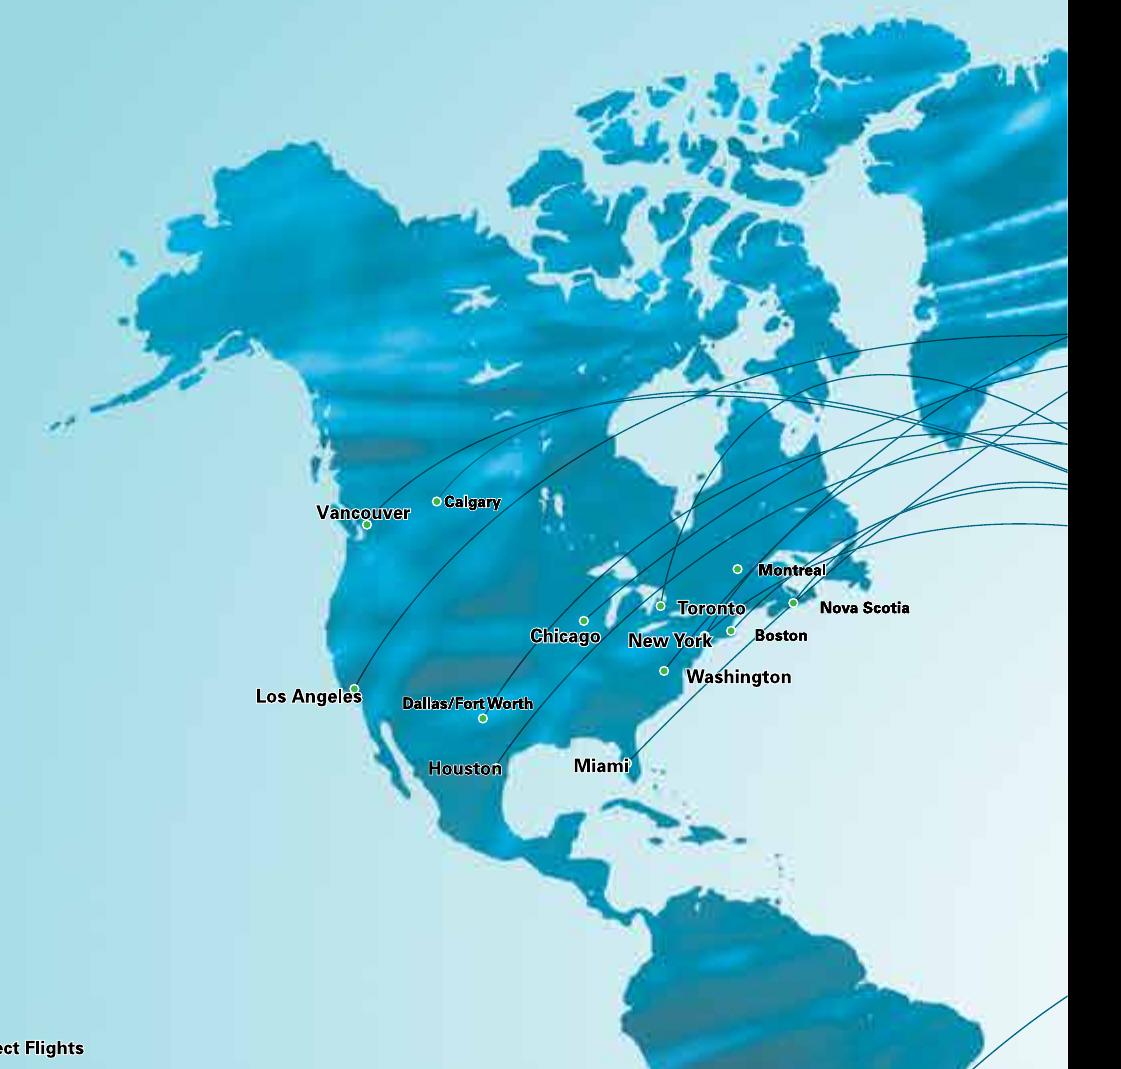 Calgary
Vancouver
Montreal
Toronto
Nova Scotia
Chicago
New York
Boston
Washington
Los Angeles
Dallas/Fort Worth
Miami
Houston
ect Flights